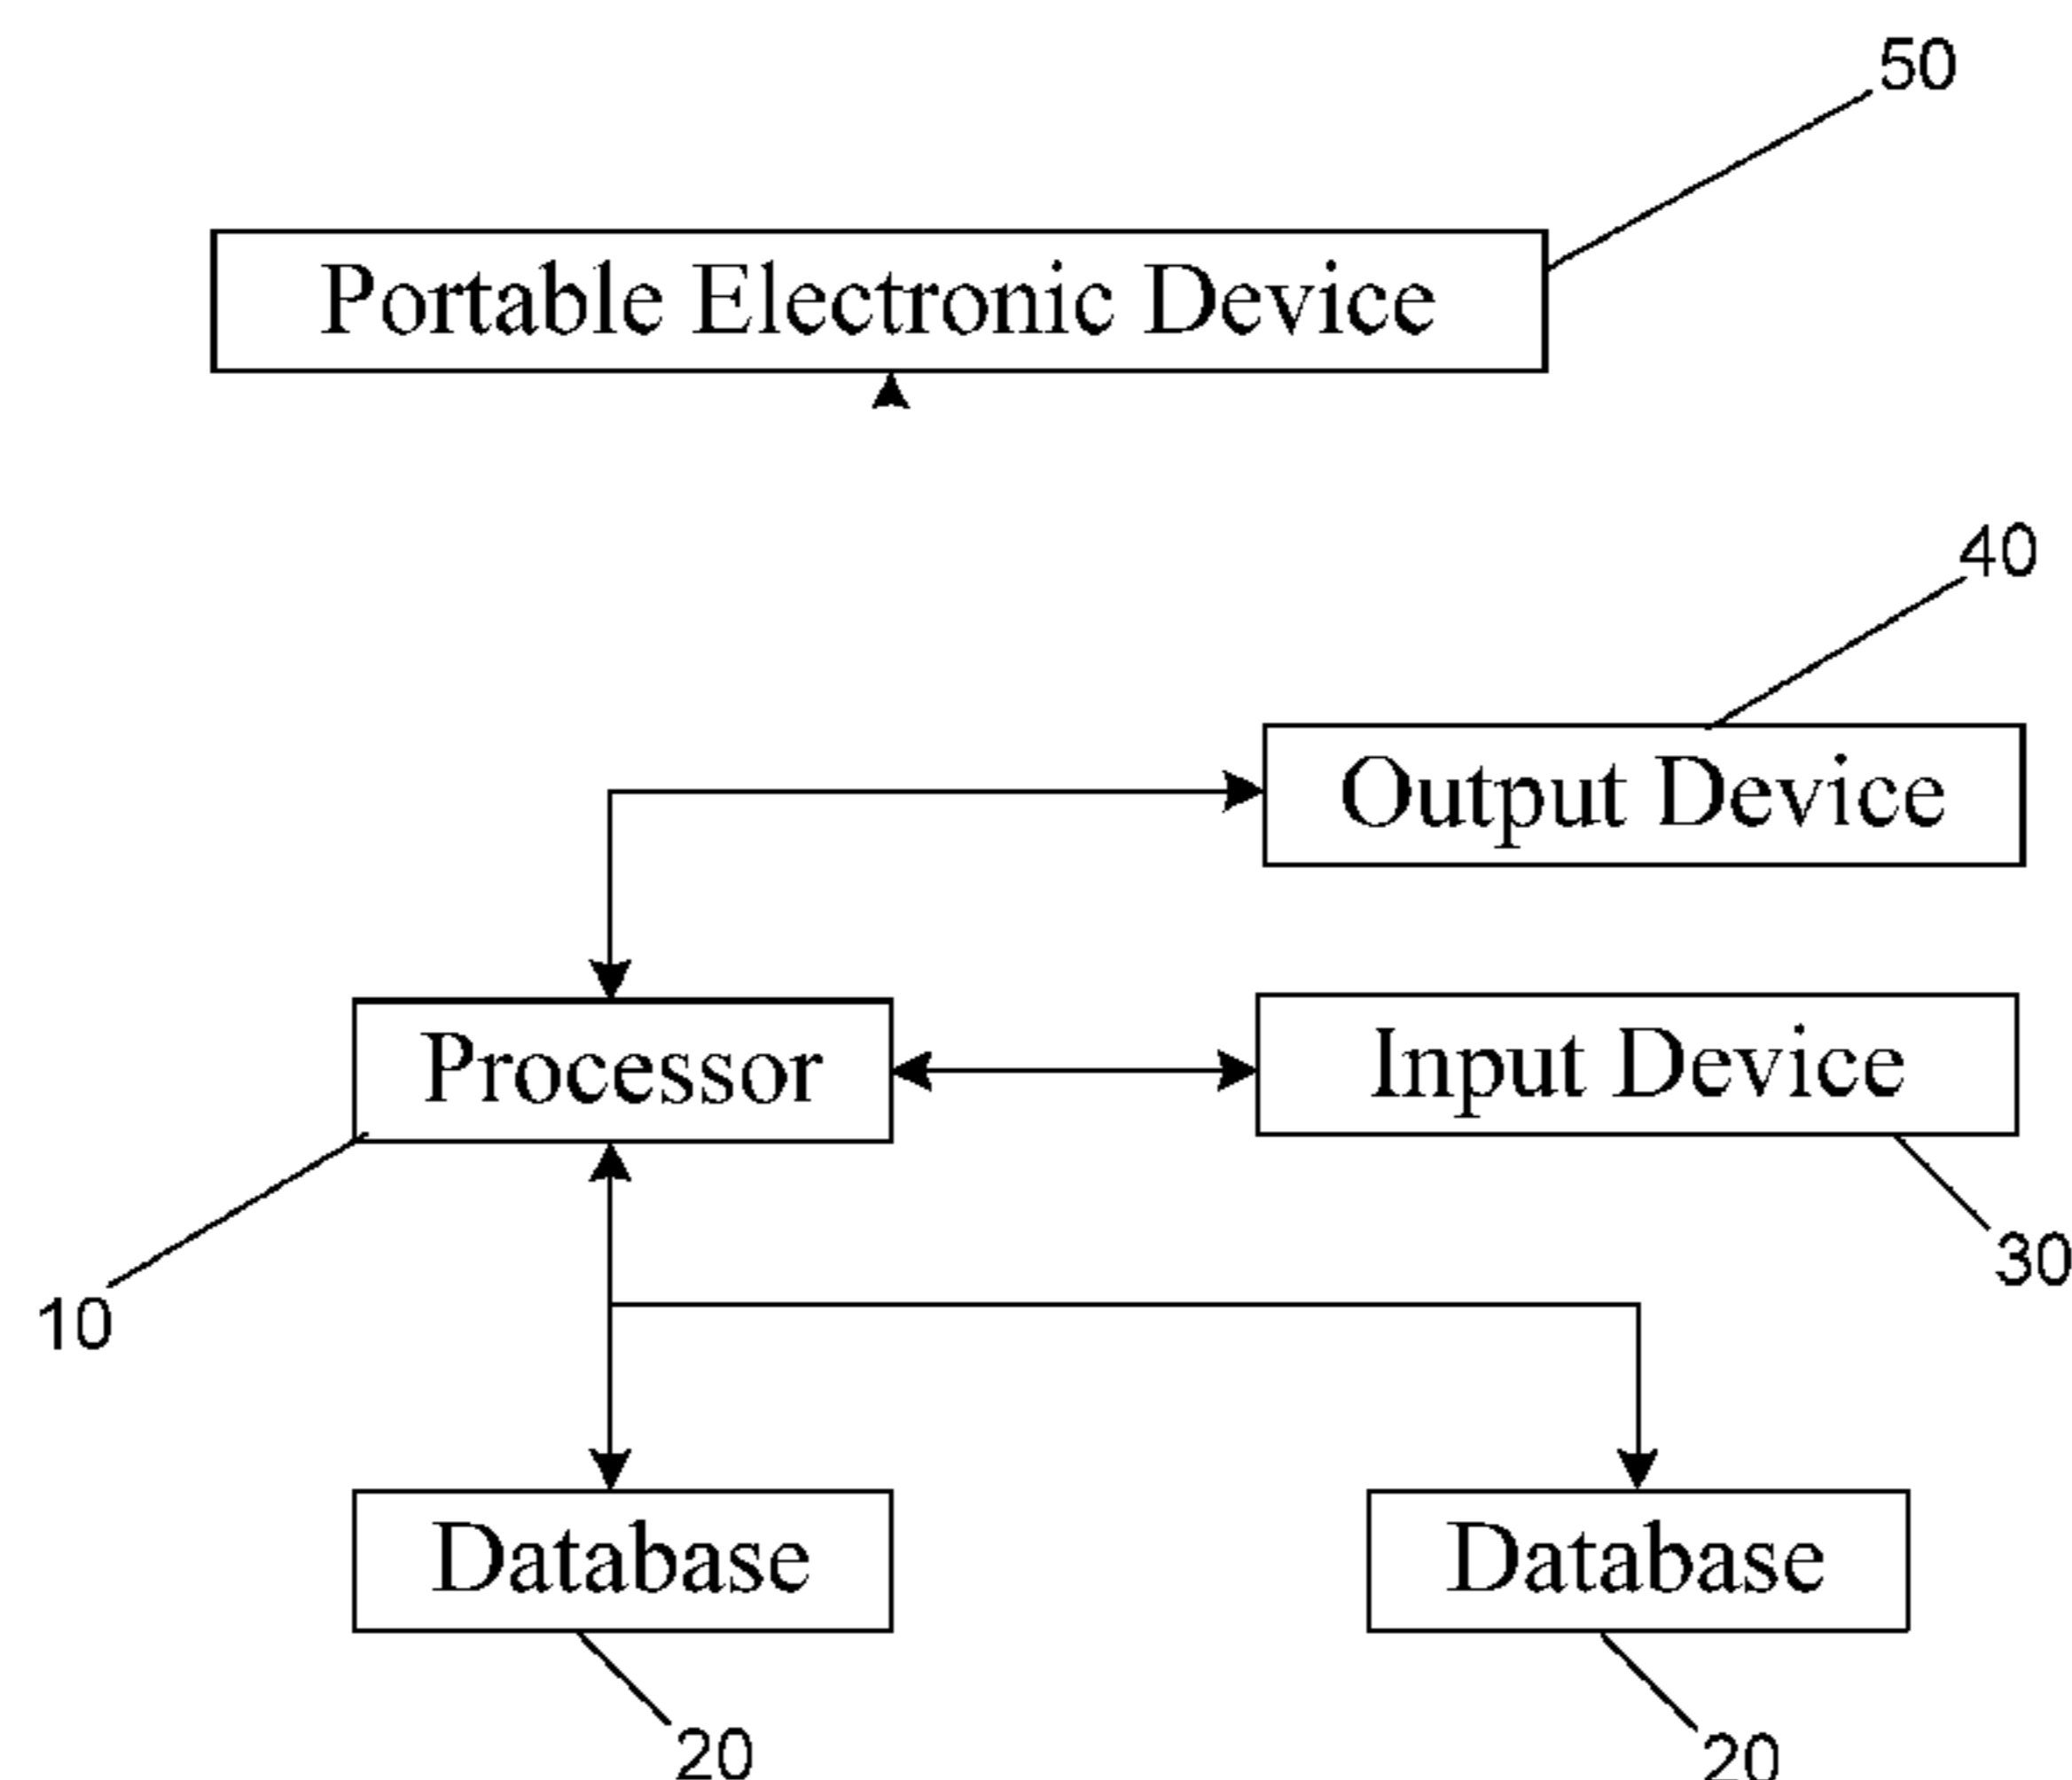 50
Portable Electronic Device
40
Output Device
Processor
Input Device
10
30
Database
Database
20
20